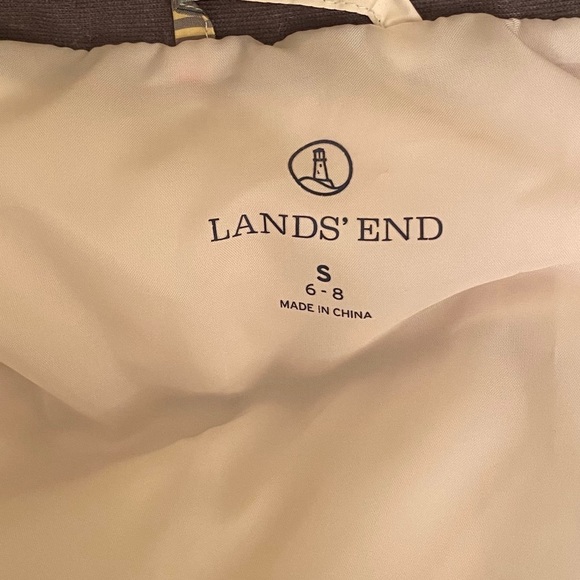 LANDS' END
S
6 - 8
MADE IN CHINA